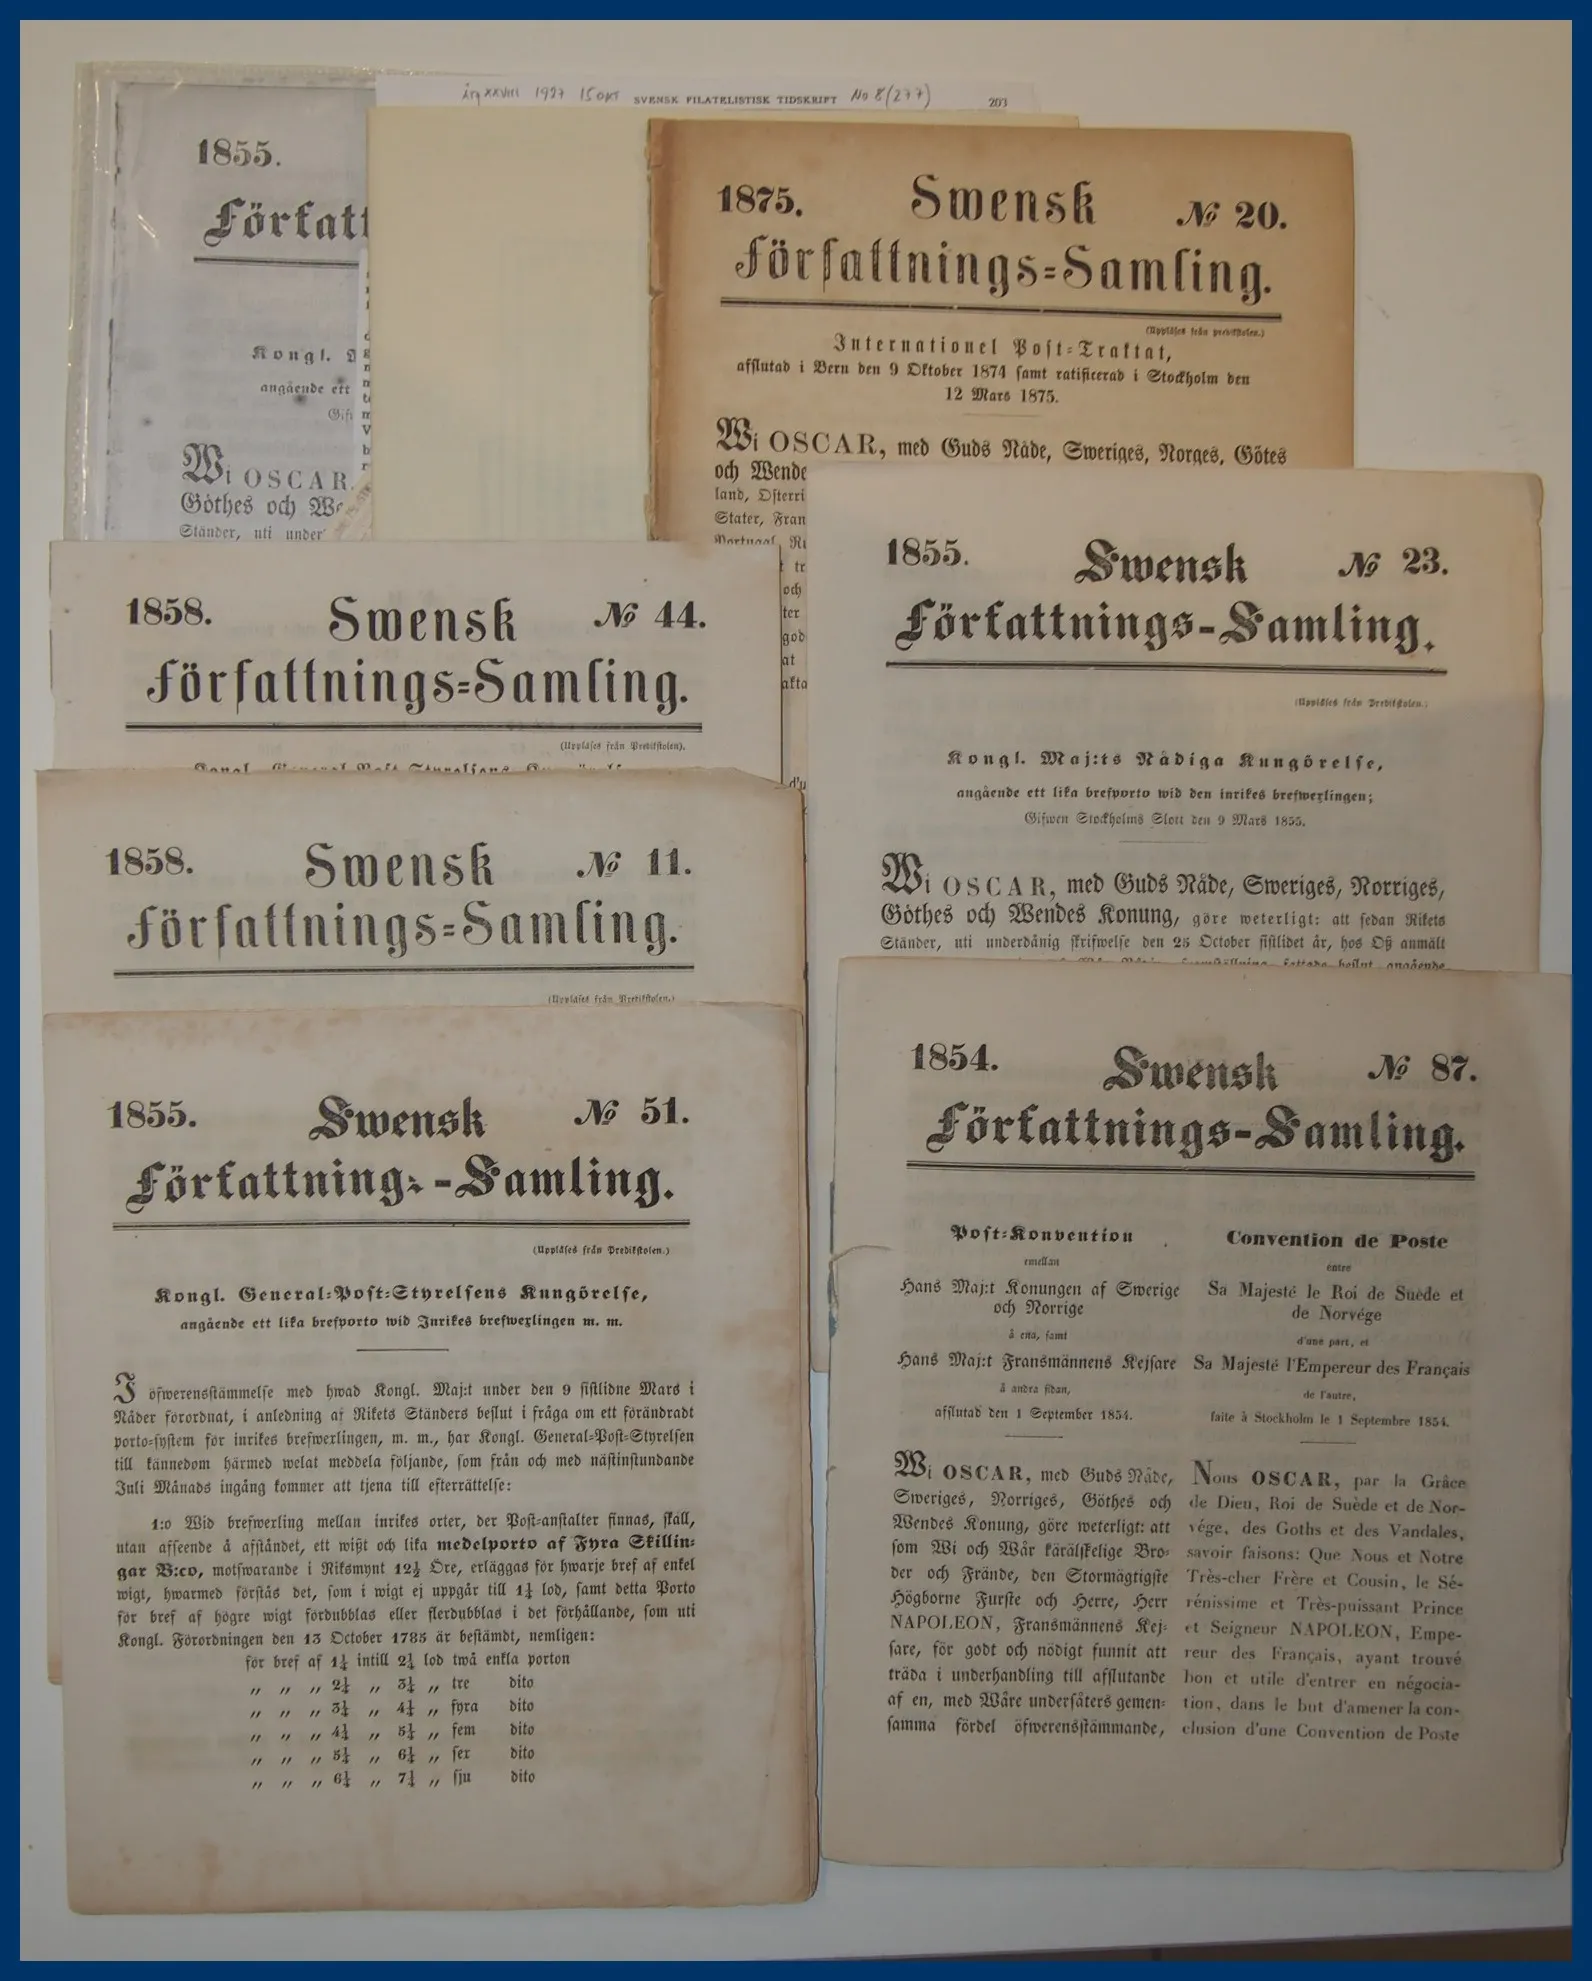 årg XXVIII 1927 15 OKT SVENSK FILATELISTISK TIDSKRIFT No 8 (277) 203
1855.
Författ
Kongl.
angående ett
Gif
Wi OSCAR.
Göthes och We
Ständer, uti under
1875. Swensk № 20.
Författnings=Samling.
(Uppläses från predikstolen.)
Internationel Post=Traktat,
afslutad i Bern den 9 Oktober 1874 samt ratificerad i Stockholm den
12 Mars 1875.
Wi OSCAR, med Guds Nåde, Sweriges, Norges, Götes
och Wende
land, Österri
Stater, Fran
Portugal, Ru
t tr
och
ter
god
at
akta
d'u
1858. Swensk № 44.
Författnings=Samling.
(Uppläses från Predikstolen).
Kongl. General=Post=Styrelsens Kungörelse
1855. Swensk № 23.
Författnings-Samling.
(Uppläses från Predikstolen.)
Kongl. Maj:ts Nådiga Kungörelse,
angående ett lika brefporto wid den inrikes brefwexlingen;
Gifwen Stockholms Slott den 9 Mars 1855.
Wi OSCAR, med Guds Nåde, Sweriges, Norriges,
Göthes och Wendes Konung, göre weterligt: att sedan Rikets
Ständer, uti underdånig skrifwelse den 25 October sistlidet år, hos Oß anmält
framställning, fattade beslut angående
1858. Swensk № 11.
Författnings=Samling.
(Uppläses från Predikstolen.)
1855. Swensk № 51.
Författning:-Samling.
(Uppläses från Predikstolen.)
Kongl. General=Post=Styrelsens Kungörelse,
angående ett lika brefporto wid Inrikes brefwexlingen m. m.
I öfwerensstämmelse med hwad Kongl. Maj:t under den 9 sistlidne Mars i
Nåder förordnat, i anledning af Rikets Ständers beslut i fråga om ett förändradt
porto=system för inrikes brefwexlingen, m. m., har Kongl. General=Post=Styrelsen
till kännedom härmed welat meddela följande, som från och med nästinstundande
Juli Månads ingång kommer att tjena till efterrättelse:
1:o Wid brefwexling mellan inrikes orter, der Post=anstalter finnas, skall,
utan afseende å afståndet, ett wißt och lika medelporto af Fyra Skillin=
gar B:co, motswarande i Riksmynt 12½ Öre, erläggas för hwarje bref af enkel
wigt, hwarmed förstås det, som i wigt ej uppgår till 1¼ lod, samt detta Porto
för bref af högre wigt fördubblas eller flerdubblas i det förhållande, som uti
Kongl. Förordningen den 13 October 1785 är bestämdt, nemligen:
för bref af 1¼ intill 2¼ lod twå enkla porton
" " " 2¼ " 3¼ " tre dito
" " " 3¼ " 4¼ " fyra dito
" " " 4¼ " 5¼ " fem dito
" " " 5¼ " 6¼ " sex dito
" " " 6¼ " 7¼ " sju dito
1854. Swensk № 87.
Författnings-Samling.
Post=Konvention
emellan
Hans Maj:t Konungen af Swerige
och Norrige
å ena, samt
Hans Maj:t Fransmännens Kejsare
å andra sidan,
afslutad den 1 September 1854.
Wi OSCAR, med Guds Nåde,
Sweriges, Norriges, Göthes och
Wendes Konung, göre weterligt: att
som Wi och Wår käräls­kelige Bro=
der och Frände, den Stormägtigste
Högborne Furste och Herre, Herr
NAPOLEON, Fransmännens Kej=
sare, för godt och nödigt funnit att
träda i underhandling till afslutande
af en, med Wåre undersåters gemen=
samma fördel öfwerensstämmande,
Convention de Poste
entre
Sa Majesté le Roi de Suède et
de Norvége
d'une part, et
Sa Majesté l'Empereur des Français
de l'autre,
faite à Stockholm le 1 Septembre 1854.
Nous OSCAR, par la Grâce
de Dieu, Roi de Suède et de Nor-
vége, des Goths et des Vandales,
savoir faisons: Que Nous et Notre
Très-cher Frère et Cousin, le Sé-
rénissime et Très-puissant Prince
et Seigneur NAPOLEON, Empe-
reur des Français, ayant trouvé
bon et utile d'entrer en négocia-
tion, dans le but d'amener la con-
clusion d'une Convention de Poste